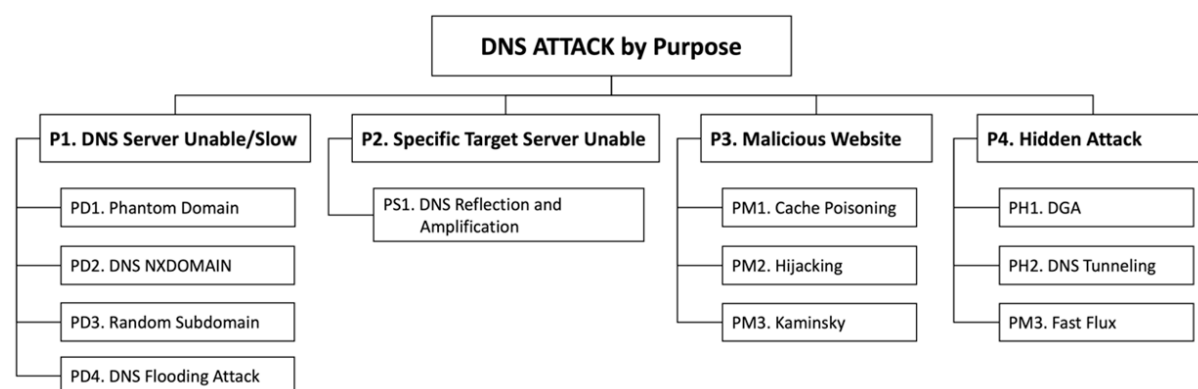 DNS ATTACK by Purpose
P1. DNS Server Unable/Slow
PD1. Phantom Domain
PD2. DNS NXDOMAIN
PD3. Random Subdomain
PD4. DNS Flooding Attack
P2. Specific Target Server Unable
PS1. DNS Reflection and
Amplification
P3. Malicious Website
PM1. Cache Poisoning
PM2. Hijacking
PM3. Kaminsky
P4. Hidden Attack
PH1. DGA
PH2. DNS Tunneling
PM3. Fast Flux